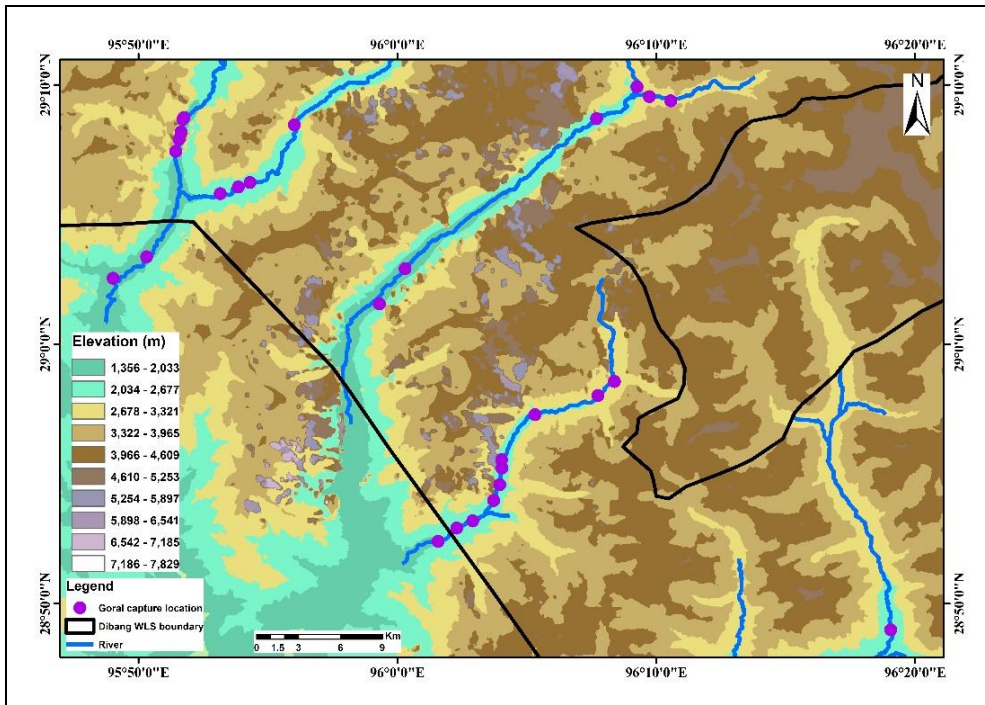 95°50'0"E 96°0'0"E 96°10'0"E 96°20'0"E
29°10'0"N
29°10'0"N
N
29°0'0"N
29°0'0"N
Elevation (m)
1,356 - 2,033
2,034 - 2,677
2,678 - 3,321
3,322 - 3,965
3,966 - 4,609
4,610 - 5,253
5,254 - 5,897
5,898 - 6,541
6,542 - 7,185
7,186 - 7,829
Legend
Goral capture location
Dibang WLS boundary
River
28°50'0"N
28°50'0"N
Km
0 1.5 3 6 9
95°50'0"E 96°0'0"E 96°10'0"E 96°20'0"E